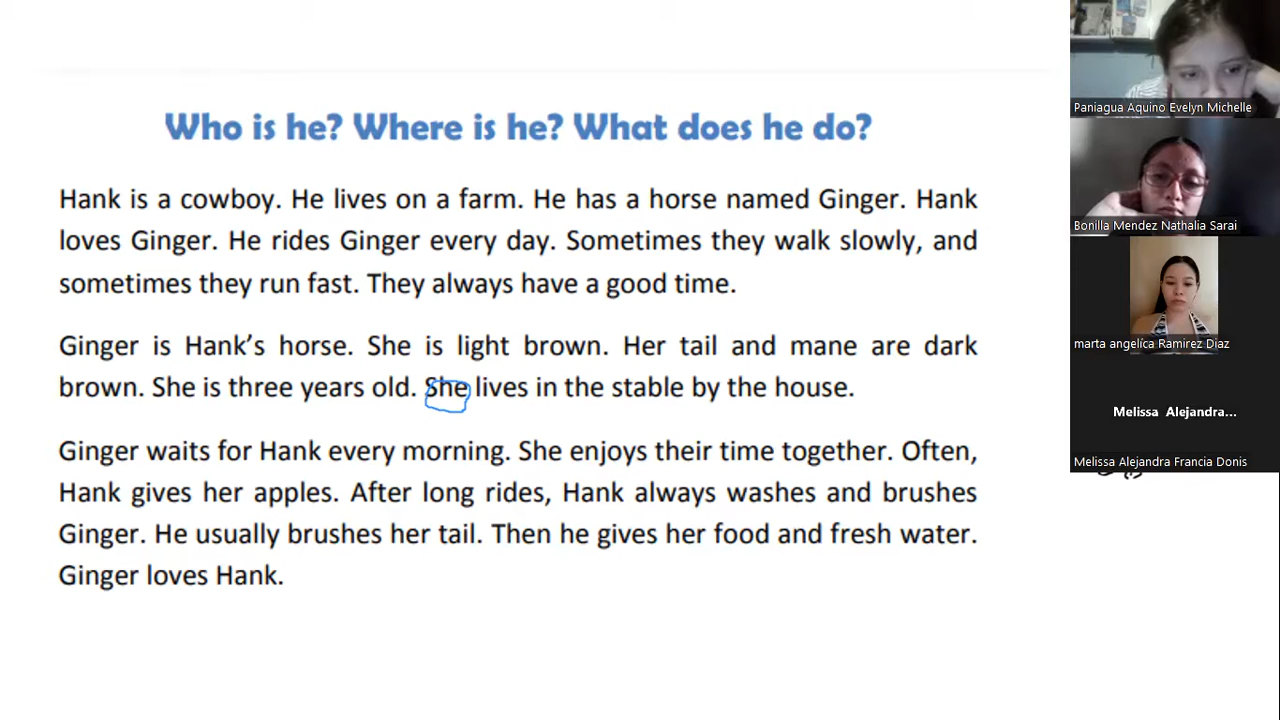 Who is he? Where is he? What does he do?
Hank is a cowboy. He lives on a farm. He has a horse named Ginger. Hank
loves Ginger. He rides Ginger every day. Sometimes they walk slowly, and
sometimes they run fast. They always have a good time.
Ginger is Hank's horse. She is light brown. Her tail and mane are dark
brown. She is three years old. She lives in the stable by the house.
Ginger waits for Hank every morning. She enjoys their time together. Often,
Hank gives her apples. After long rides, Hank always washes and brushes
Ginger. He usually brushes her tail. Then he gives her food and fresh water.
Ginger loves Hank.
Paniagua Aquino Evelyn Michelle
Bonilla Mendez Nathalia Sarai
marta angelíca Ramirez Diaz
Melissa Alejandra...
Melissa Alejandra Francia Donis